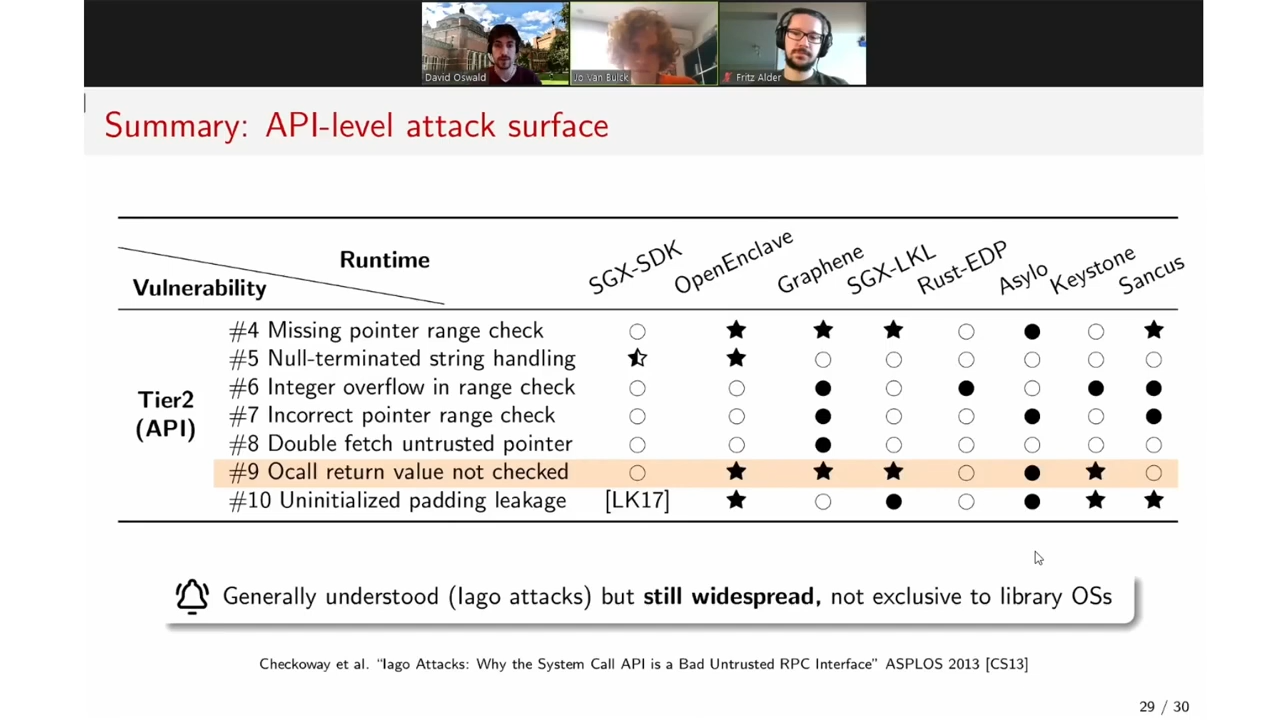 David Oswald
Jo Van Bulck
Fritz Alder
Summary: API-level attack surface
Runtime
Vulnerability
SGX-SDK
OpenEnclave
Graphene
SGX-LKL
Rust-EDP
Asylo
Keystone
Sancus
Tier2
(API)
#4 Missing pointer range check ○ ★ ★ ★ ○ ● ○ ★
#5 Null-terminated string handling ⯪ ★ ○ ○ ○ ○ ○ ○
#6 Integer overflow in range check ○ ○ ● ○ ● ○ ● ●
#7 Incorrect pointer range check ○ ○ ● ○ ○ ● ○ ●
#8 Double fetch untrusted pointer ○ ○ ● ○ ○ ○ ○ ○
#9 Ocall return value not checked ○ ★ ★ ★ ○ ● ★ ○
#10 Uninitialized padding leakage [LK17] ★ ○ ● ○ ● ★ ★
Generally understood (Iago attacks) but still widespread, not exclusive to library OSs
Checkoway et al. "Iago Attacks: Why the System Call API is a Bad Untrusted RPC Interface" ASPLOS 2013 [CS13]
29 / 30